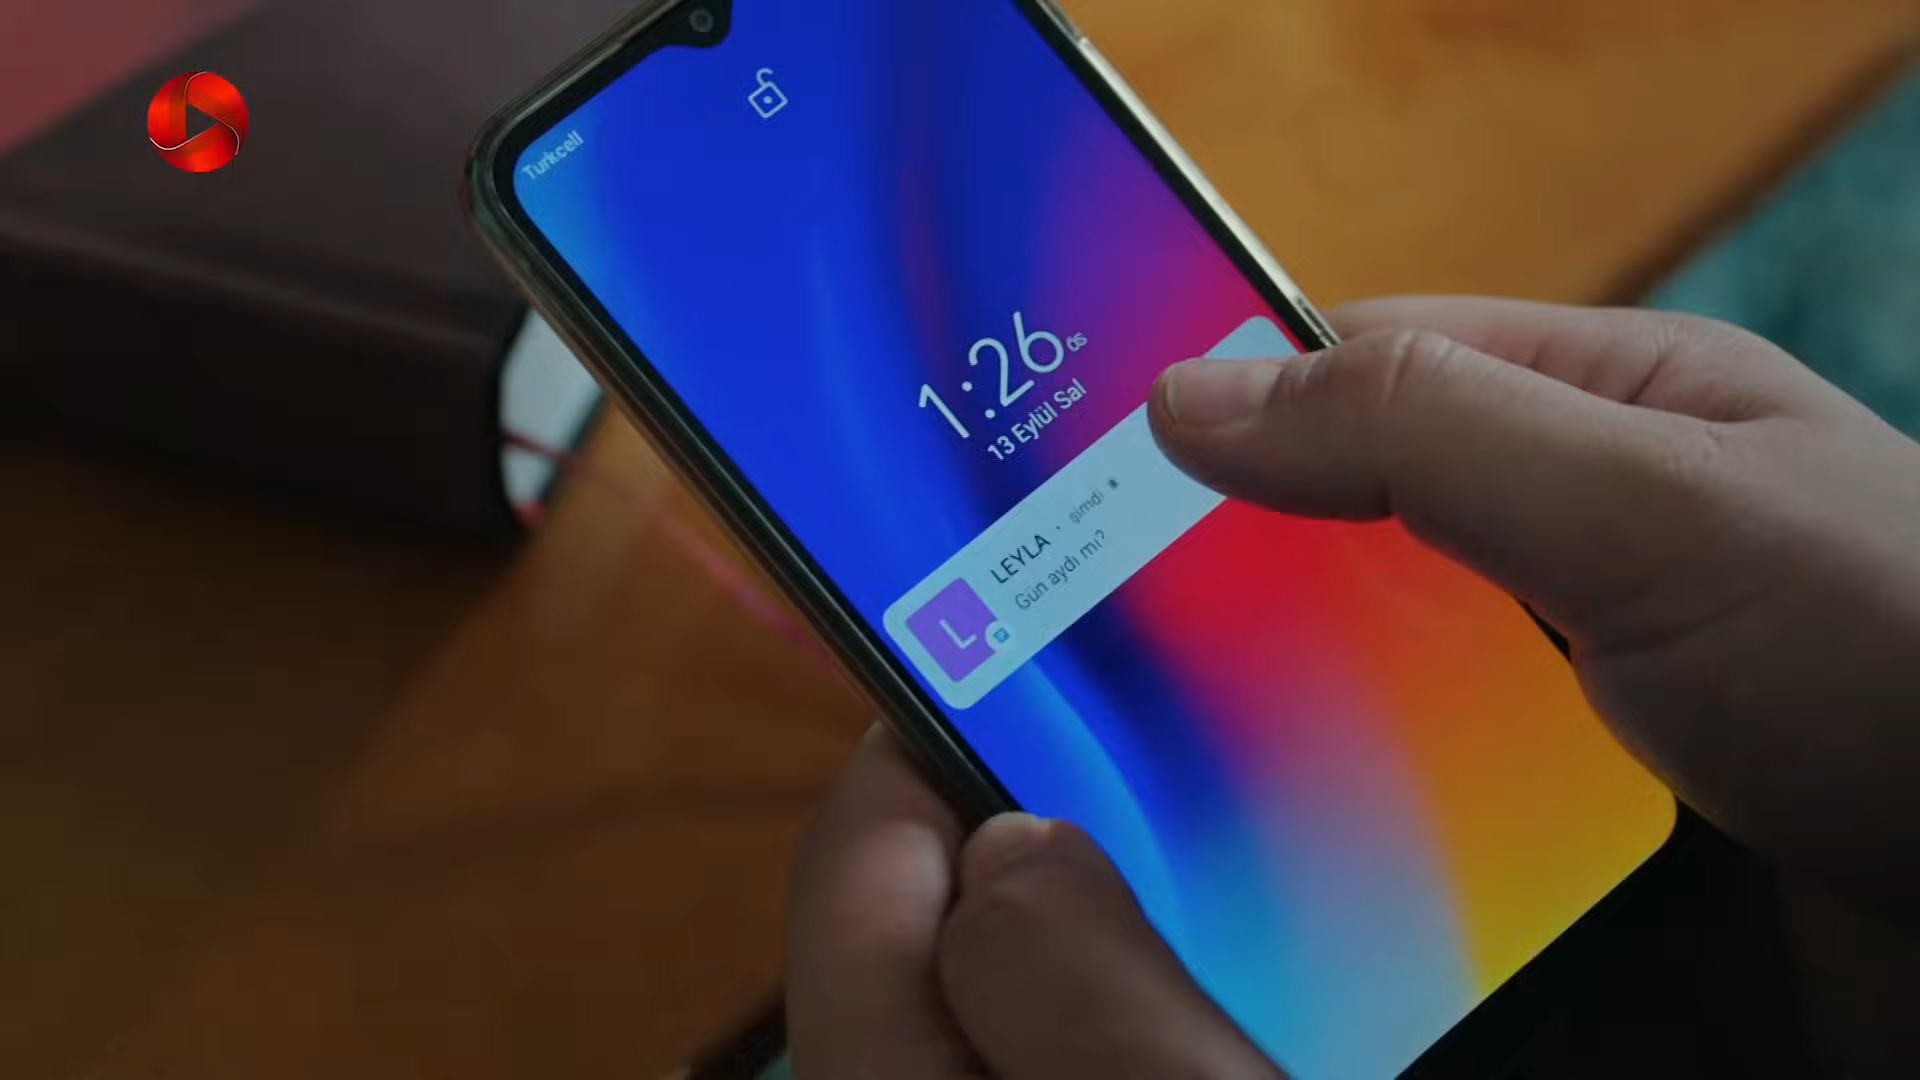 Turkcell
1:26 ÖS
13 Eylül Sal
LEYLA · şimdi
Gün aydı mı?
L